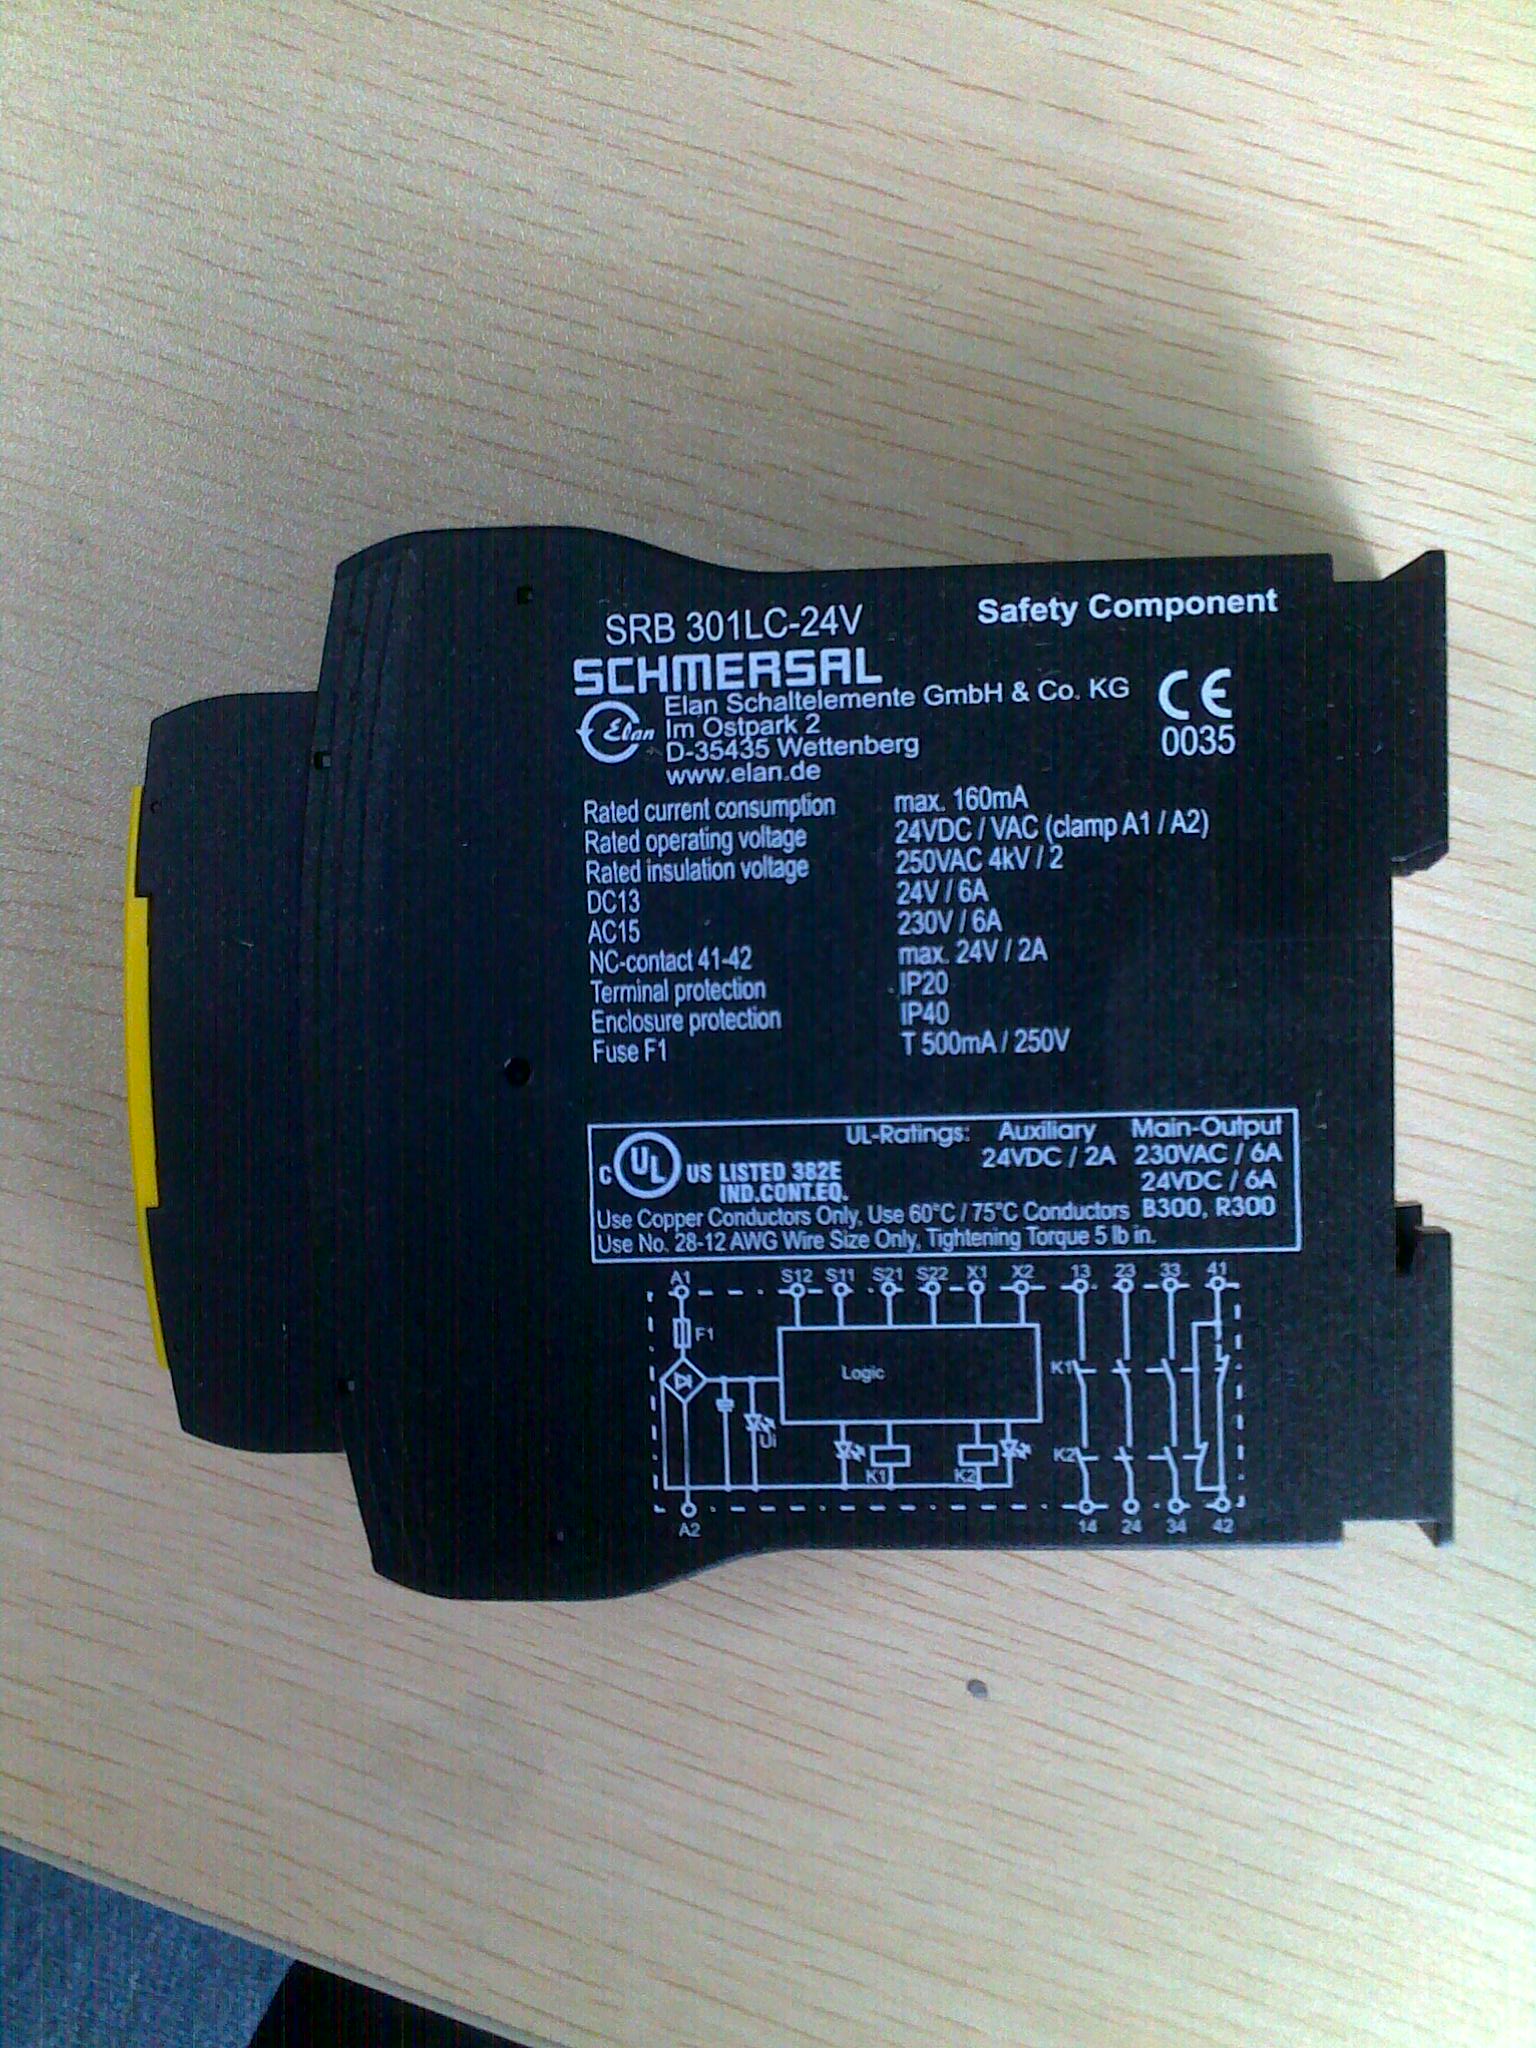 SRB 301LC-24V
Safety Component
SCHMERSAL
Elan
Elan Schaltelemente GmbH & Co. KG
Im Ostpark 2
D-35435 Wettenberg
www.elan.de
CE
0035
Rated current consumption max. 160mA
Rated operating voltage 24VDC / VAC (clamp A1 / A2)
Rated insulation voltage 250VAC 4kV / 2
DC13 24V / 6A
AC15 230V / 6A
NC-contact 41-42 max. 24V / 2A
Terminal protection IP20
Enclosure protection IP40
Fuse F1 T 500mA / 250V
UL-Ratings: Auxiliary Main-Output
24VDC / 2A 230VAC / 6A
C UL US LISTED 382E 24VDC / 6A
IND.CONT.EQ.
Use Copper Conductors Only, Use 60°C / 75°C Conductors B300, R300
Use No. 28-12 AWG Wire Size Only, Tightening Torque 5 lb in.
A1 S12 S11 S21 S22 X1 X2 13 23 33 41
F1
Logic
K1
Ui
K1 K2
K2
A2 14 24 34 42